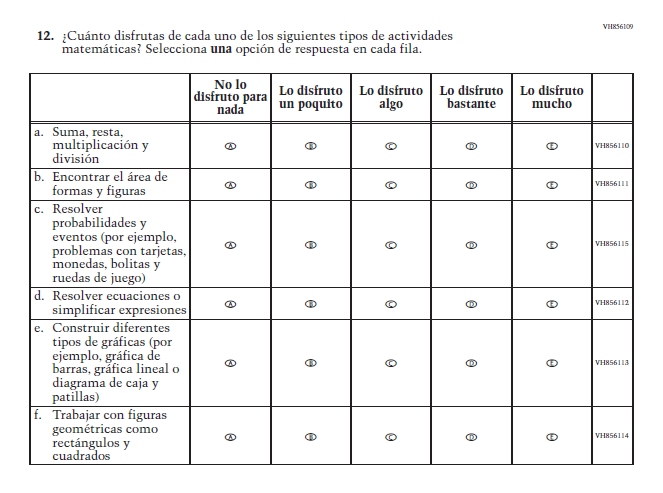 VH856109
12. ¿Cuánto disfrutas de cada uno de los siguientes tipos de actividades
matemáticas? Selecciona una opción de respuesta en cada fila.
No lo
disfruto para
nada
Lo disfruto
un poquito
Lo disfruto
algo
Lo disfruto
bastante
Lo disfruto
mucho
a. Suma, resta,
multiplicación y
división
A B C D E VH856110
b. Encontrar el área de
formas y figuras
A B C D E VH856111
c. Resolver
probabilidades y
eventos (por ejemplo,
problemas con tarjetas,
monedas, bolitas y
ruedas de juego)
A B C D E VH856115
d. Resolver ecuaciones o
simplificar expresiones
A B C D E VH856112
e. Construir diferentes
tipos de gráficas (por
ejemplo, gráfica de
barras, gráfica lineal o
diagrama de caja y
patillas)
A B C D E VH856113
f. Trabajar con figuras
geométricas como
rectángulos y
cuadrados
A B C D E VH856114